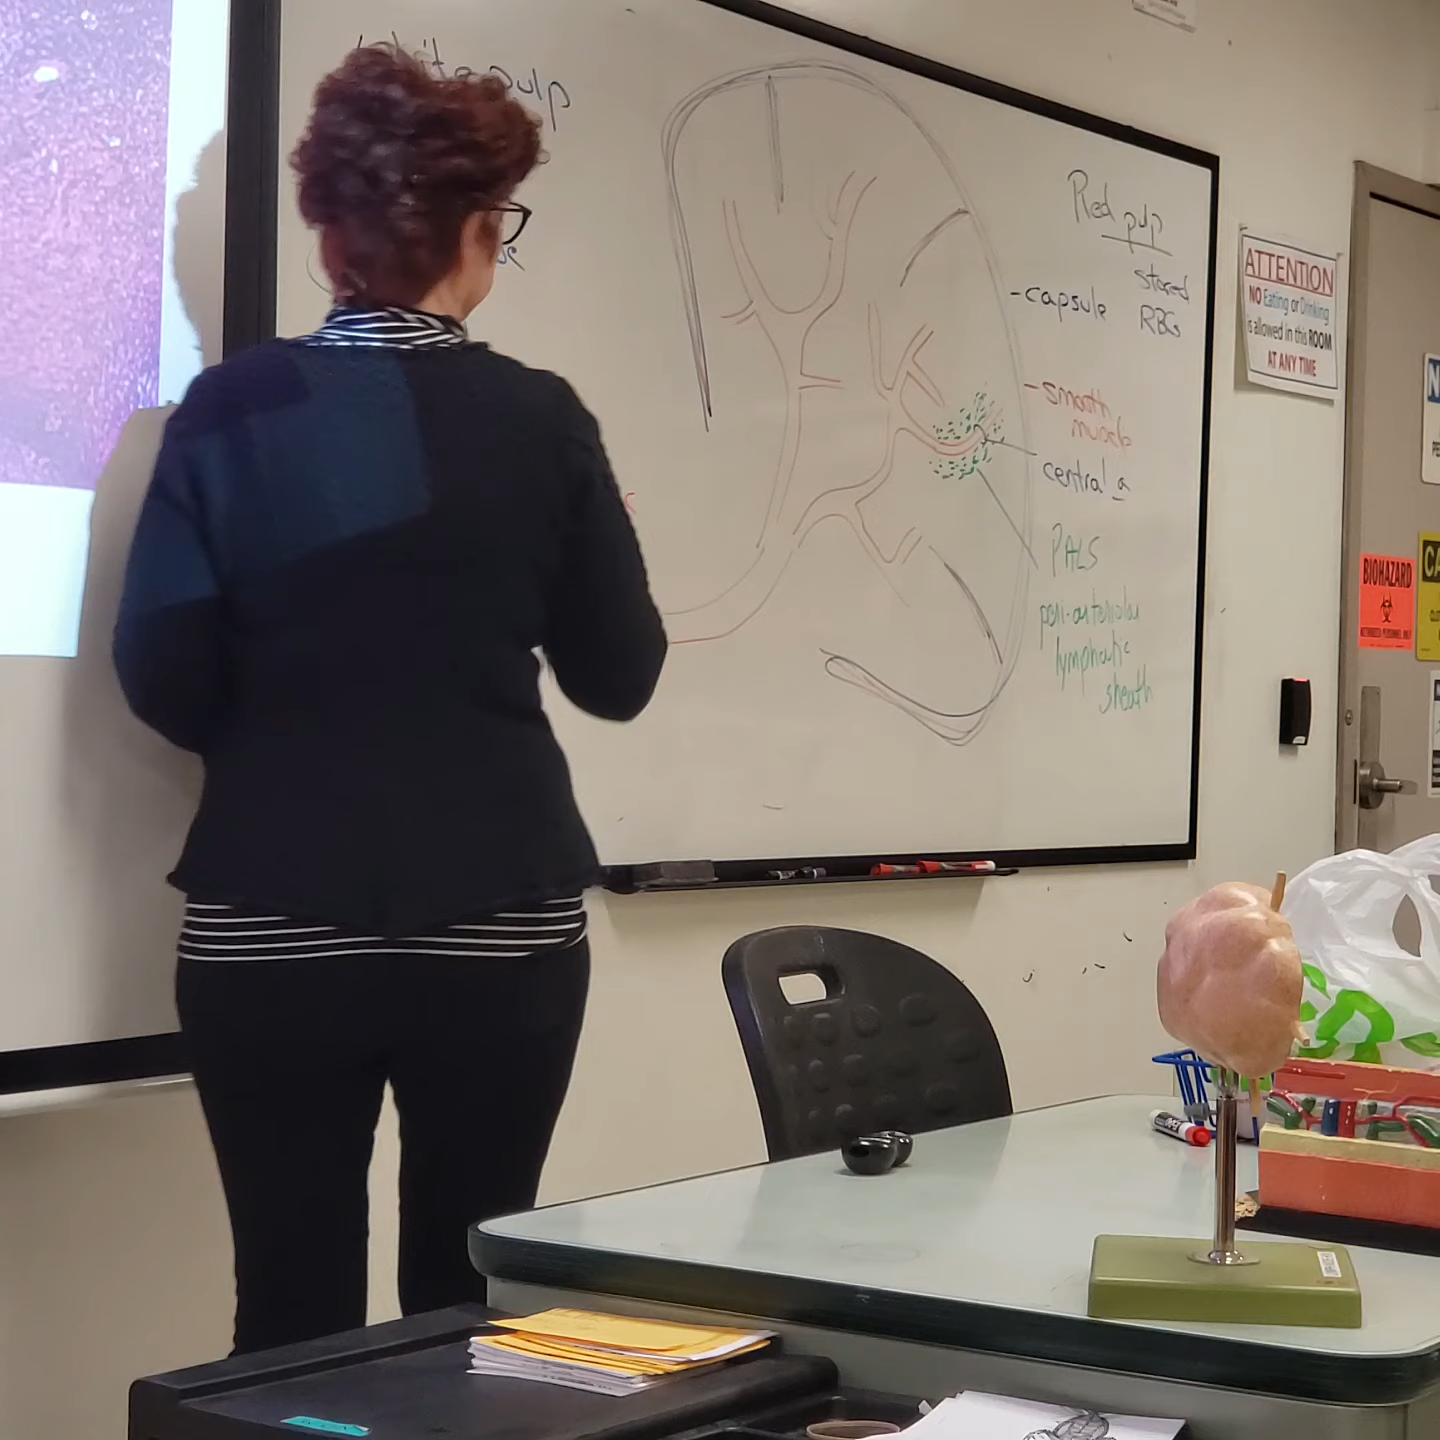 pulp
Red pulp
stored
RBCs
-capsule
-smooth
muscle
central a
PALS
peri-arteriolar
lymphatic
sheath
ATTENTION
NO Eating or Drinking
is allowed in this ROOM
AT ANY TIME
BIOHAZARD